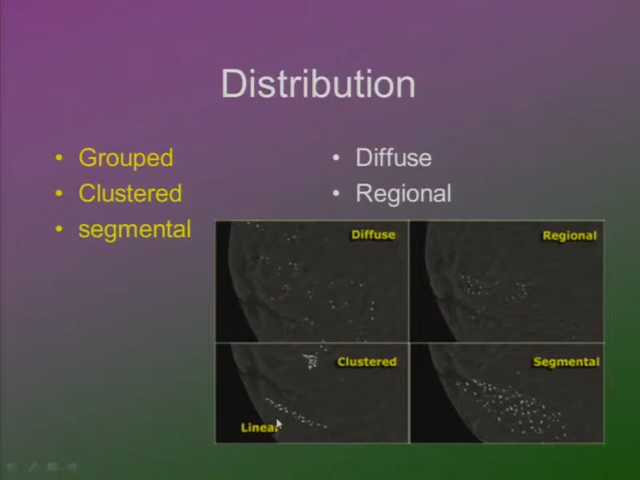 Distribution
• Grouped
• Clustered
• segmental
• Diffuse
• Regional
Diffuse
Regional
Clustered
Linear
Segmental